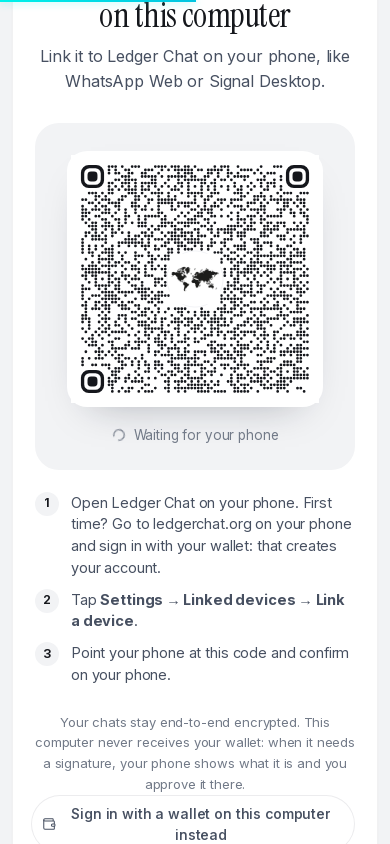 on this computer
Link it to Ledger Chat on your phone, like
WhatsApp Web or Signal Desktop.
Waiting for your phone
1 Open Ledger Chat on your phone. First
time? Go to ledgerchat.org on your phone
and sign in with your wallet: that creates
your account.
2 Tap Settings → Linked devices → Link
a device.
3 Point your phone at this code and confirm
on your phone.
Your chats stay end-to-end encrypted. This
computer never receives your wallet: when it needs
a signature, your phone shows what it is and you
approve it there.
Sign in with a wallet on this computer
instead